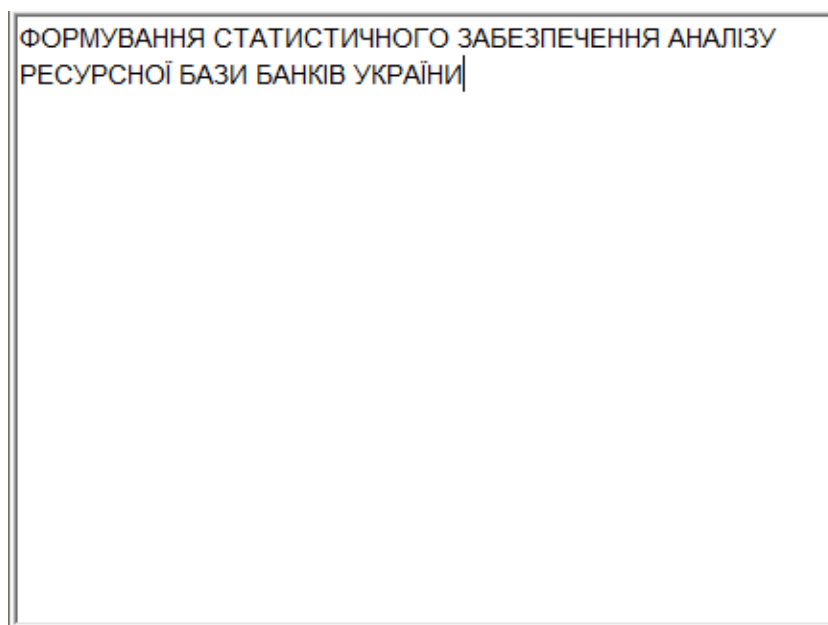 ФОРМУВАННЯ СТАТИСТИЧНОГО ЗАБЕЗПЕЧЕННЯ АНАЛІЗУ
РЕСУРСНОЇ БАЗИ БАНКІВ УКРАЇНИ